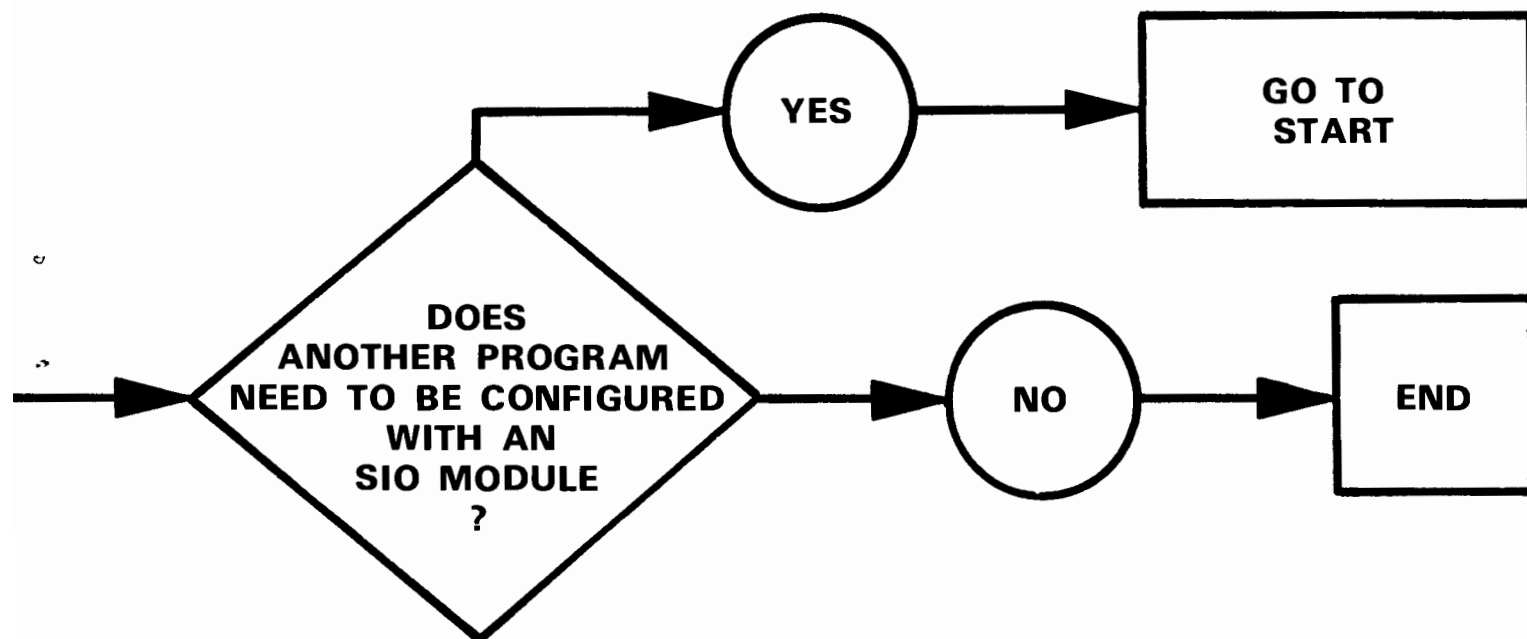 YES
GO TO
START
DOES
ANOTHER PROGRAM
NEED TO BE CONFIGURED
WITH AN
SIO MODULE
?
NO
END